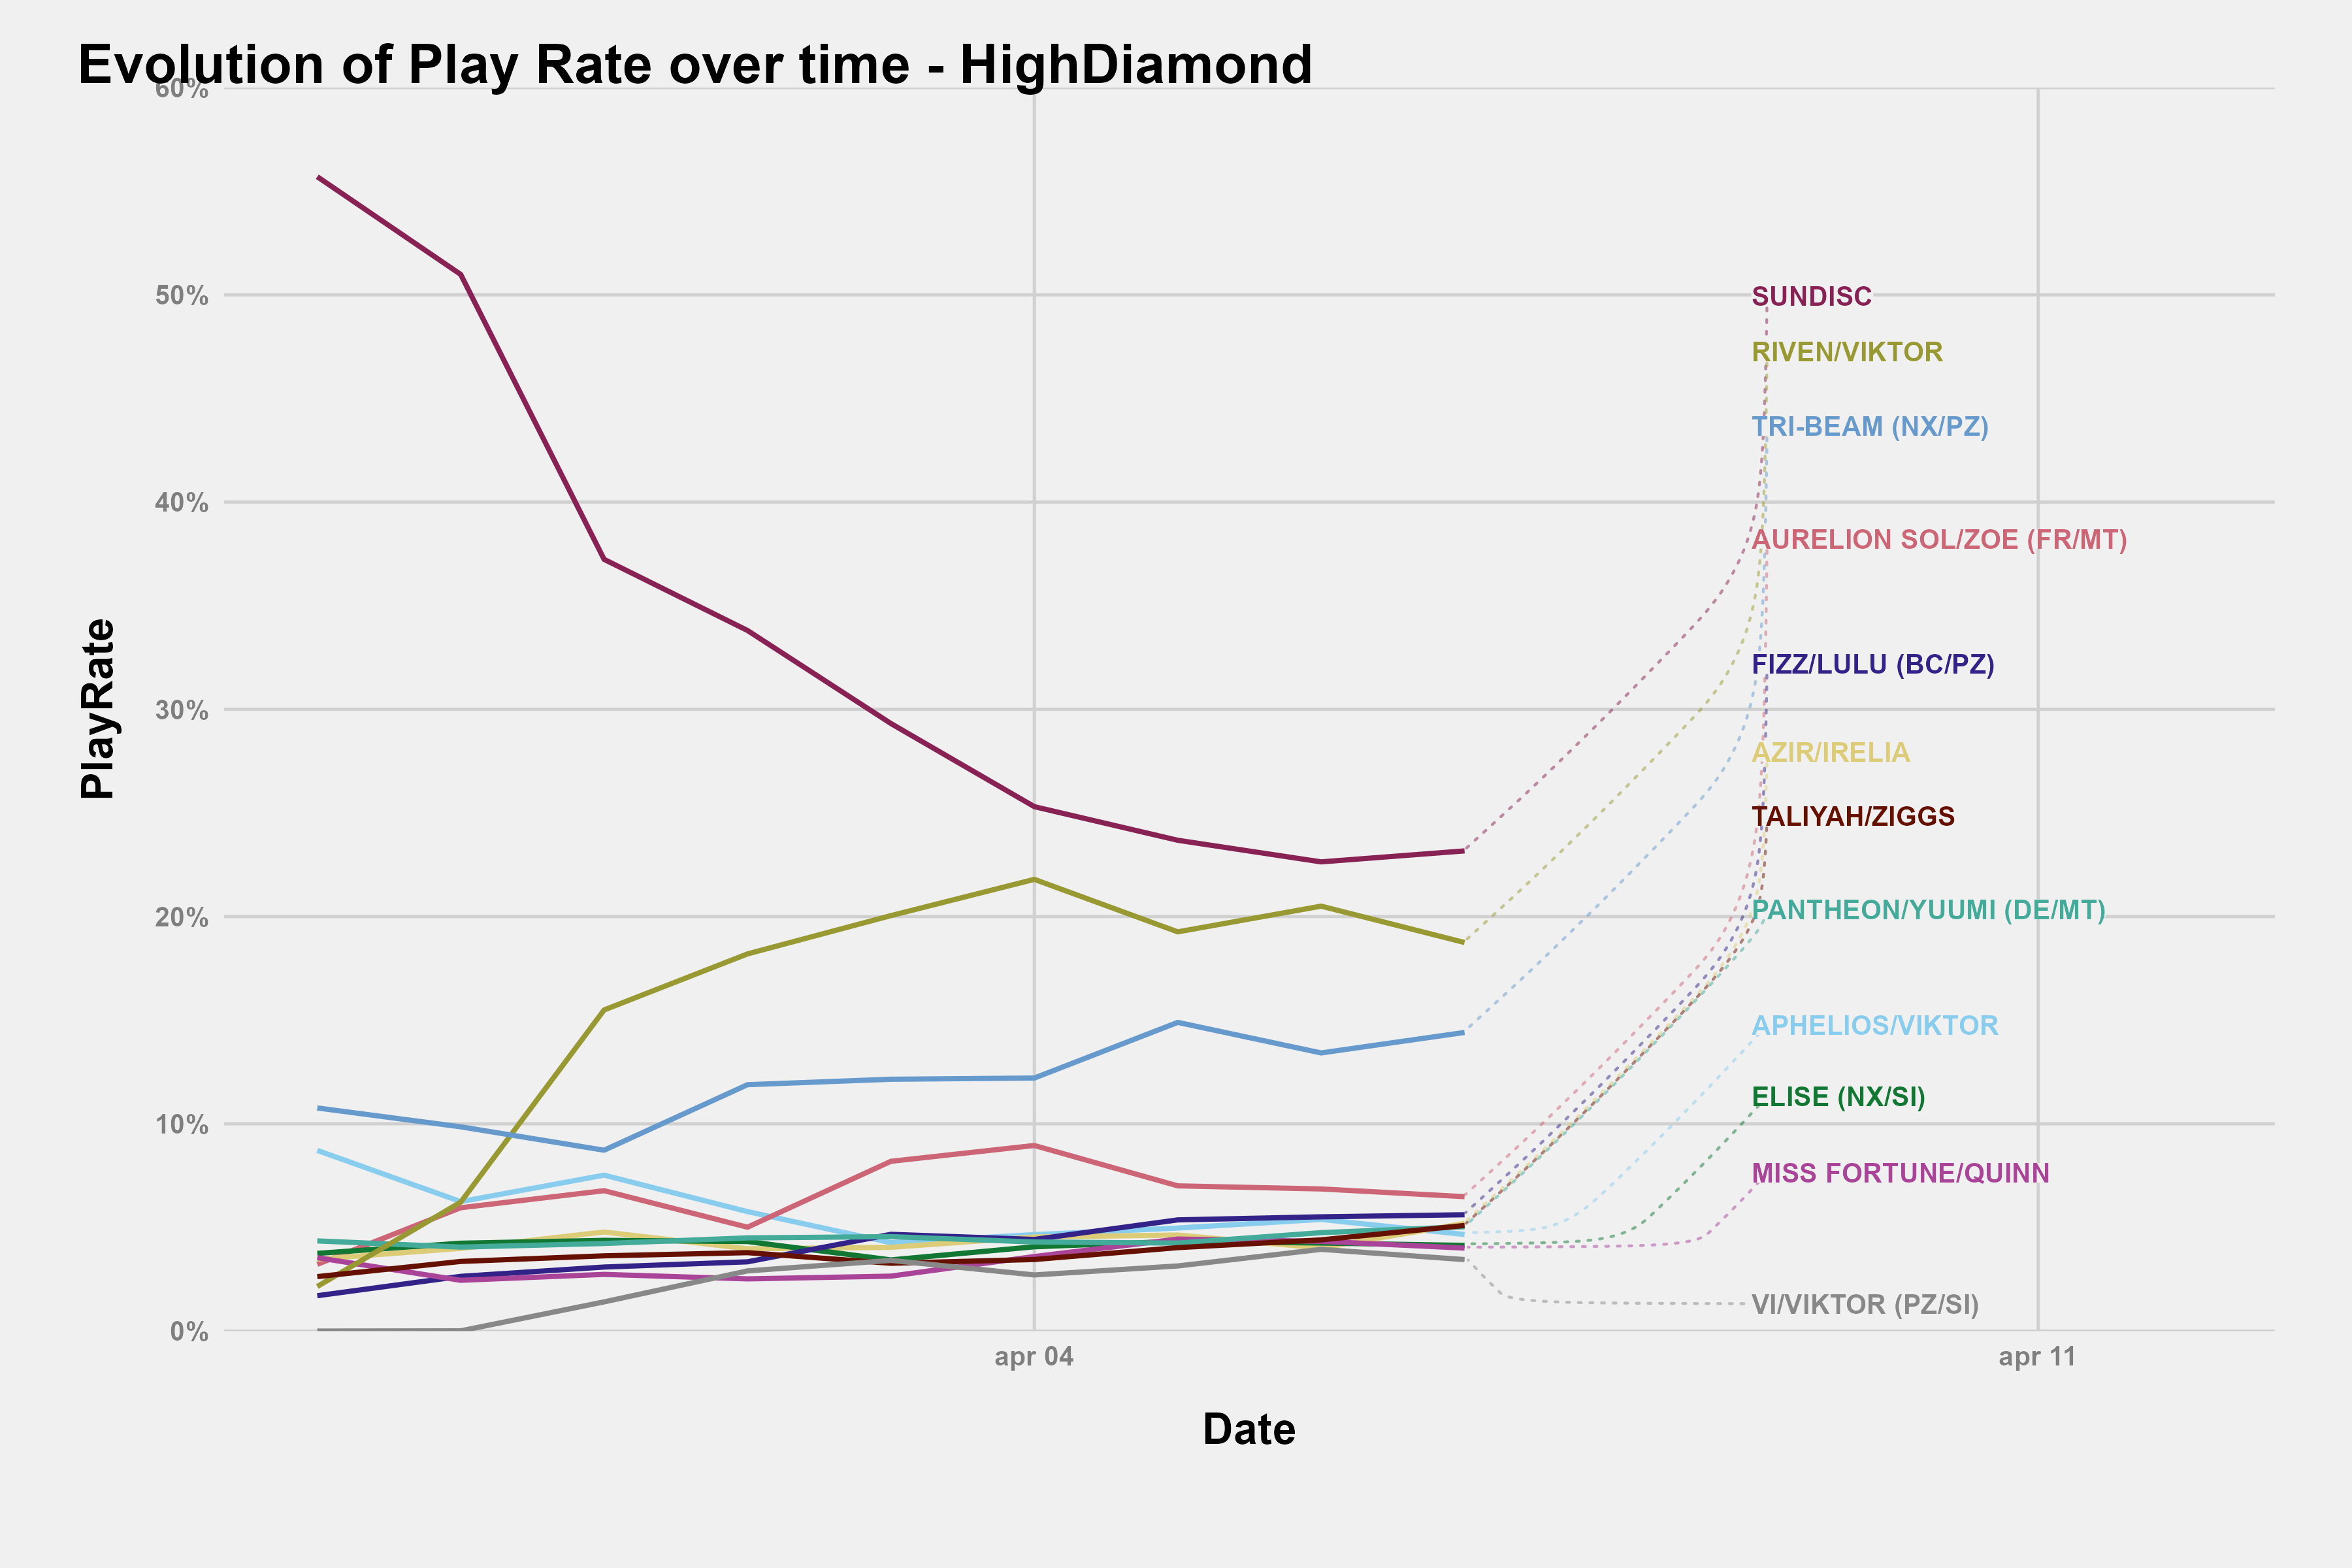 Evolution of Play Rate over time - HighDiamond
60%
50%
40%
30%
20%
10%
0%
PlayRate
SUNDISC
RIVEN/VIKTOR
TRI-BEAM (NX/PZ)
AURELION SOL/ZOE (FR/MT)
FIZZ/LULU (BC/PZ)
AZIR/IRELIA
TALIYAH/ZIGGS
PANTHEON/YUUMI (DE/MT)
APHELIOS/VIKTOR
ELISE (NX/SI)
MISS FORTUNE/QUINN
VI/VIKTOR (PZ/SI)
apr 04
apr 11
Date